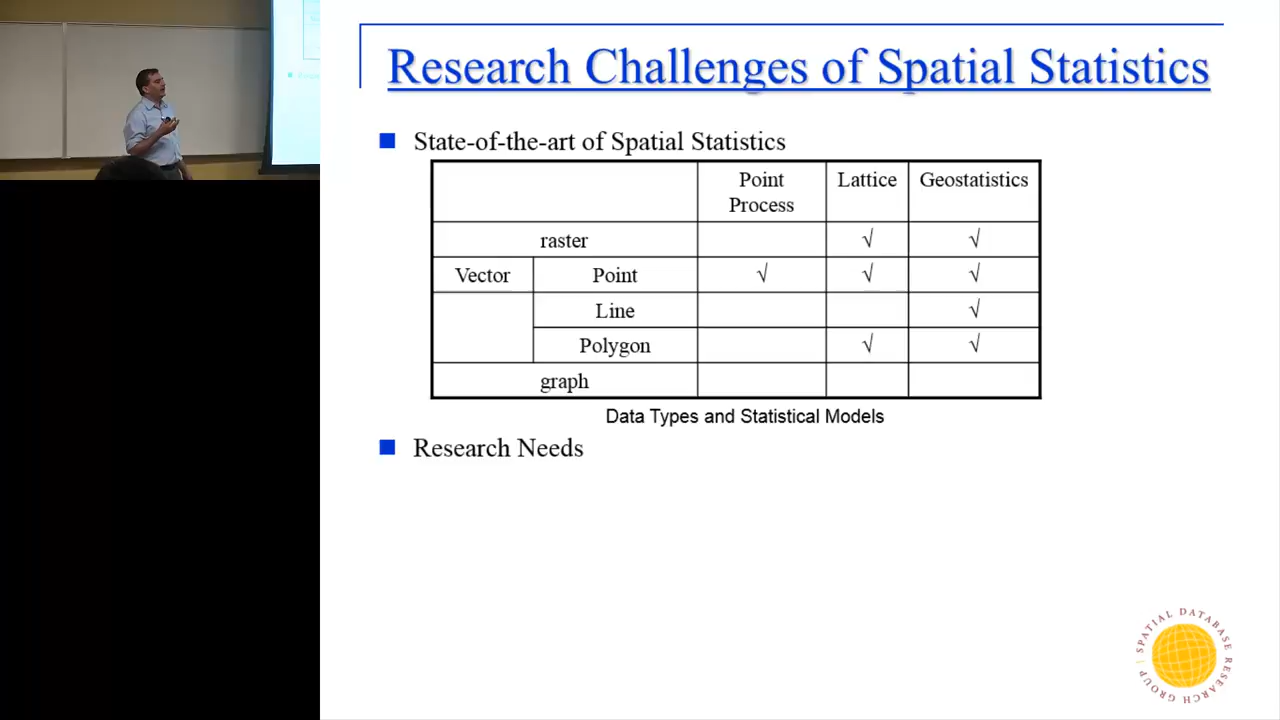 Research Challenges of Spatial Statistics
State-of-the-art of Spatial Statistics
Point Process Lattice Geostatistics
raster √ √
Vector Point √ √ √
Line √
Polygon √ √
graph
Data Types and Statistical Models
Research Needs
SPATIAL DATABASE RESEARCH GROUP